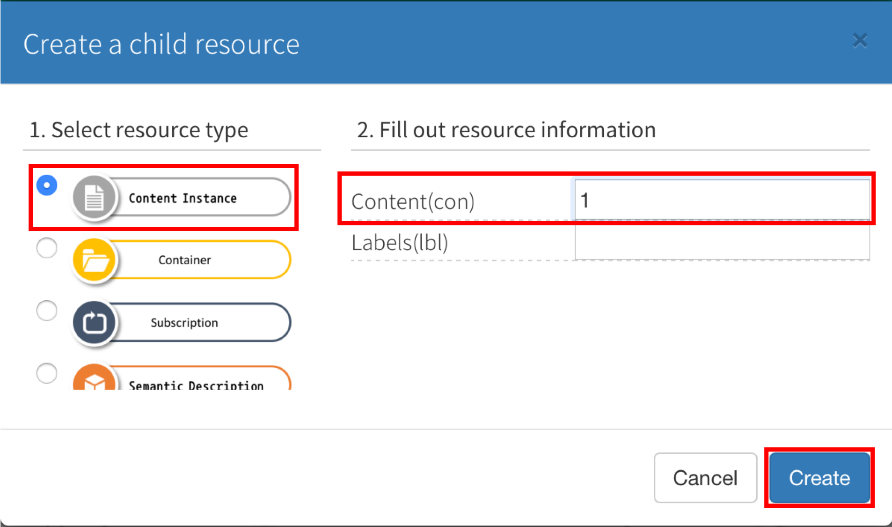 Create a child resource
×
1. Select resource type
2. Fill out resource information
Content Instance
Container
Subscription
Semantic Description
Content(con)
1
Labels(lbl)
Cancel
Create